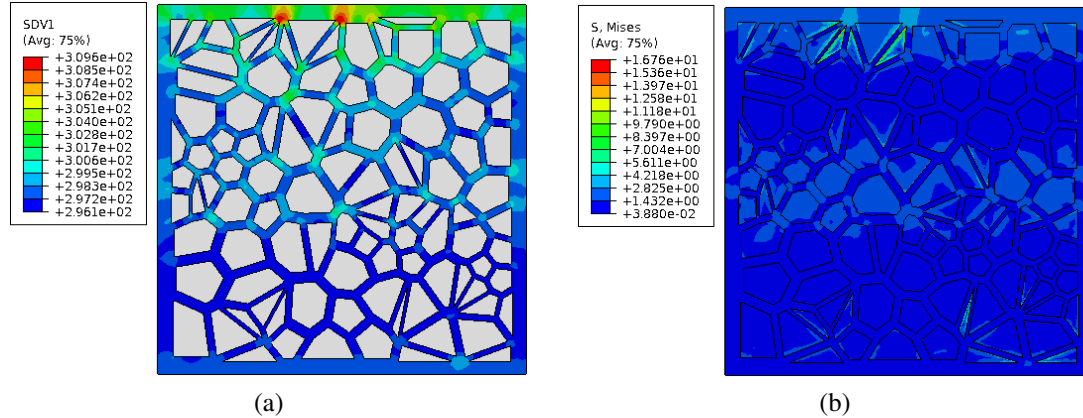 SDV1
(Avg: 75%)
+3.096e+02
+3.085e+02
+3.074e+02
+3.062e+02
+3.051e+02
+3.040e+02
+3.028e+02
+3.017e+02
+3.006e+02
+2.995e+02
+2.983e+02
+2.972e+02
+2.961e+02
S, Mises
(Avg: 75%)
+1.676e+01
+1.536e+01
+1.397e+01
+1.258e+01
+1.118e+01
+9.790e+00
+8.397e+00
+7.004e+00
+5.611e+00
+4.218e+00
+2.825e+00
+1.432e+00
+3.880e-02
(a)
(b)